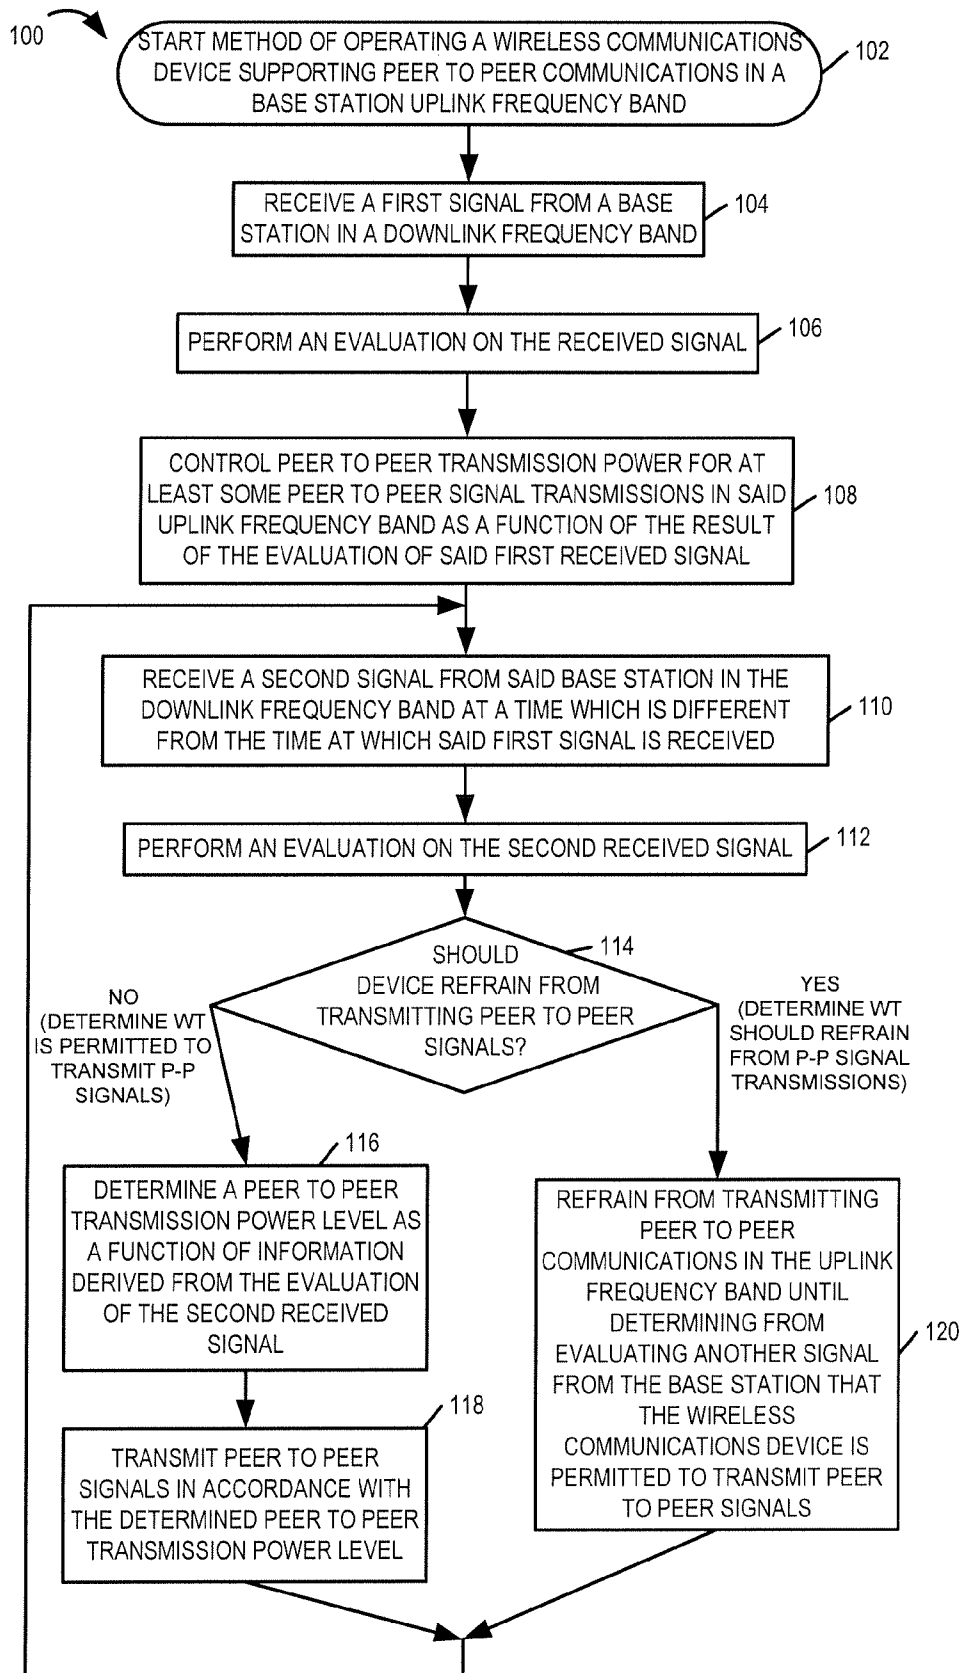 100
START METHOD OF OPERATING A WIRELESS COMMUNICATIONS
DEVICE SUPPORTING PEER TO PEER COMMUNICATIONS IN A
BASE STATION UPLINK FREQUENCY BAND
102
RECEIVE A FIRST SIGNAL FROM A BASE
STATION IN A DOWNLINK FREQUENCY BAND
104
PERFORM AN EVALUATION ON THE RECEIVED SIGNAL
106
CONTROL PEER TO PEER TRANSMISSION POWER FOR AT
LEAST SOME PEER TO PEER SIGNAL TRANSMISSIONS IN SAID
UPLINK FREQUENCY BAND AS A FUNCTION OF THE RESULT
OF THE EVALUATION OF SAID FIRST RECEIVED SIGNAL
108
RECEIVE A SECOND SIGNAL FROM SAID BASE STATION IN THE
DOWNLINK FREQUENCY BAND AT A TIME WHICH IS DIFFERENT
FROM THE TIME AT WHICH SAID FIRST SIGNAL IS RECEIVED
110
PERFORM AN EVALUATION ON THE SECOND RECEIVED SIGNAL
112
SHOULD
DEVICE REFRAIN FROM
TRANSMITTING PEER TO PEER
SIGNALS?
114
NO
(DETERMINE WT
IS PERMITTED TO
TRANSMIT P-P
SIGNALS)
YES
(DETERMINE WT
SHOULD REFRAIN
FROM P-P SIGNAL
TRANSMISSIONS)
116
DETERMINE A PEER TO PEER
TRANSMISSION POWER LEVEL AS
A FUNCTION OF INFORMATION
DERIVED FROM THE EVALUATION
OF THE SECOND RECEIVED
SIGNAL
118
TRANSMIT PEER TO PEER
SIGNALS IN ACCORDANCE WITH
THE DETERMINED PEER TO PEER
TRANSMISSION POWER LEVEL
REFRAIN FROM TRANSMITTING
PEER TO PEER
COMMUNICATIONS IN THE UPLINK
FREQUENCY BAND UNTIL
DETERMINING FROM
EVALUATING ANOTHER SIGNAL
FROM THE BASE STATION THAT
THE WIRELESS
COMMUNICATIONS DEVICE IS
PERMITTED TO TRANSMIT PEER
TO PEER SIGNALS
120